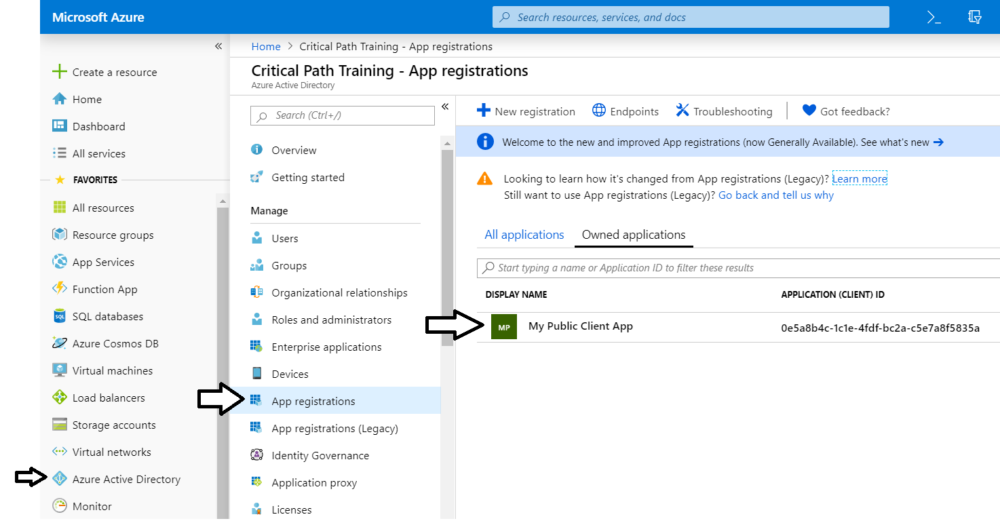 Microsoft Azure
Search resources, services, and docs
Create a resource
Home
Dashboard
All services
FAVORITES
All resources
Resource groups
App Services
Function App
SQL databases
Azure Cosmos DB
Virtual machines
Load balancers
Storage accounts
Virtual networks
Azure Active Directory
Monitor
Home > Critical Path Training - App registrations
Critical Path Training - App registrations
Azure Active Directory
Search (Ctrl+/)
Overview
Getting started
Manage
Users
Groups
Organizational relationships
Roles and administrators
Enterprise applications
Devices
App registrations
App registrations (Legacy)
Identity Governance
Application proxy
Licenses
New registration Endpoints Troubleshooting Got feedback?
Welcome to the new and improved App registrations (now Generally Available). See what's new →
Looking to learn how it's changed from App registrations (Legacy)? Learn more
Still want to use App registrations (Legacy)? Go back and tell us why
All applications Owned applications
Start typing a name or Application ID to filter these results
DISPLAY NAME APPLICATION (CLIENT) ID
MP My Public Client App 0e5a8b4c-1c1e-4fdf-bc2a-c5e7a8f5835a